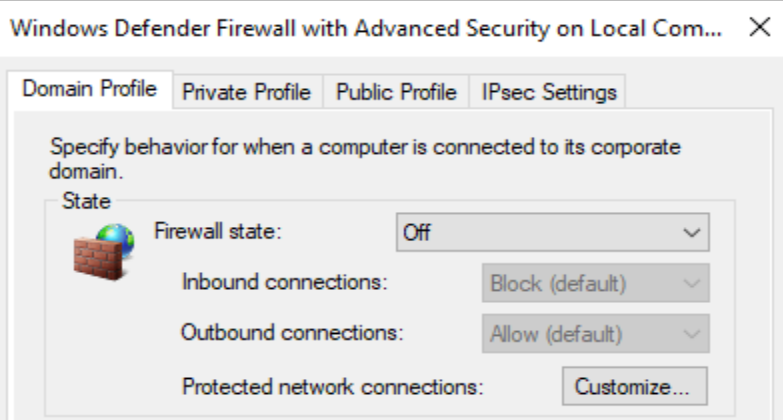 Windows Defender Firewall with Advanced Security on Local Com...
Domain Profile Private Profile Public Profile IPsec Settings
Specify behavior for when a computer is connected to its corporate
domain.
State
Firewall state: Off
Inbound connections: Block (default)
Outbound connections: Allow (default)
Protected network connections: Customize...